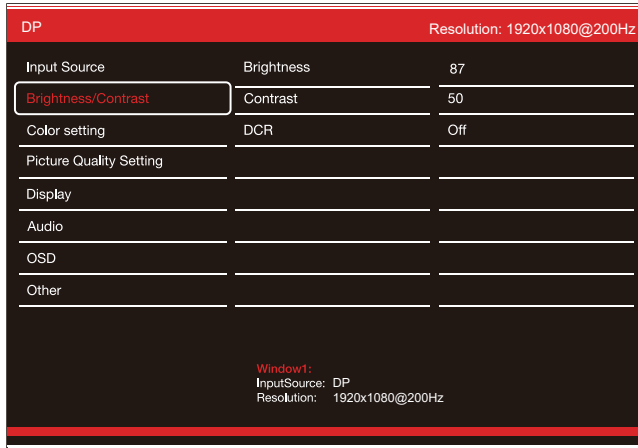 DP Resolution: 1920x1080@200Hz
Input Source Brightness 87
Brightness/Contrast Contrast 50
Color setting DCR Off
Picture Quality Setting
Display
Audio
OSD
Other
Window1:
InputSource: DP
Resolution: 1920x1080@200Hz